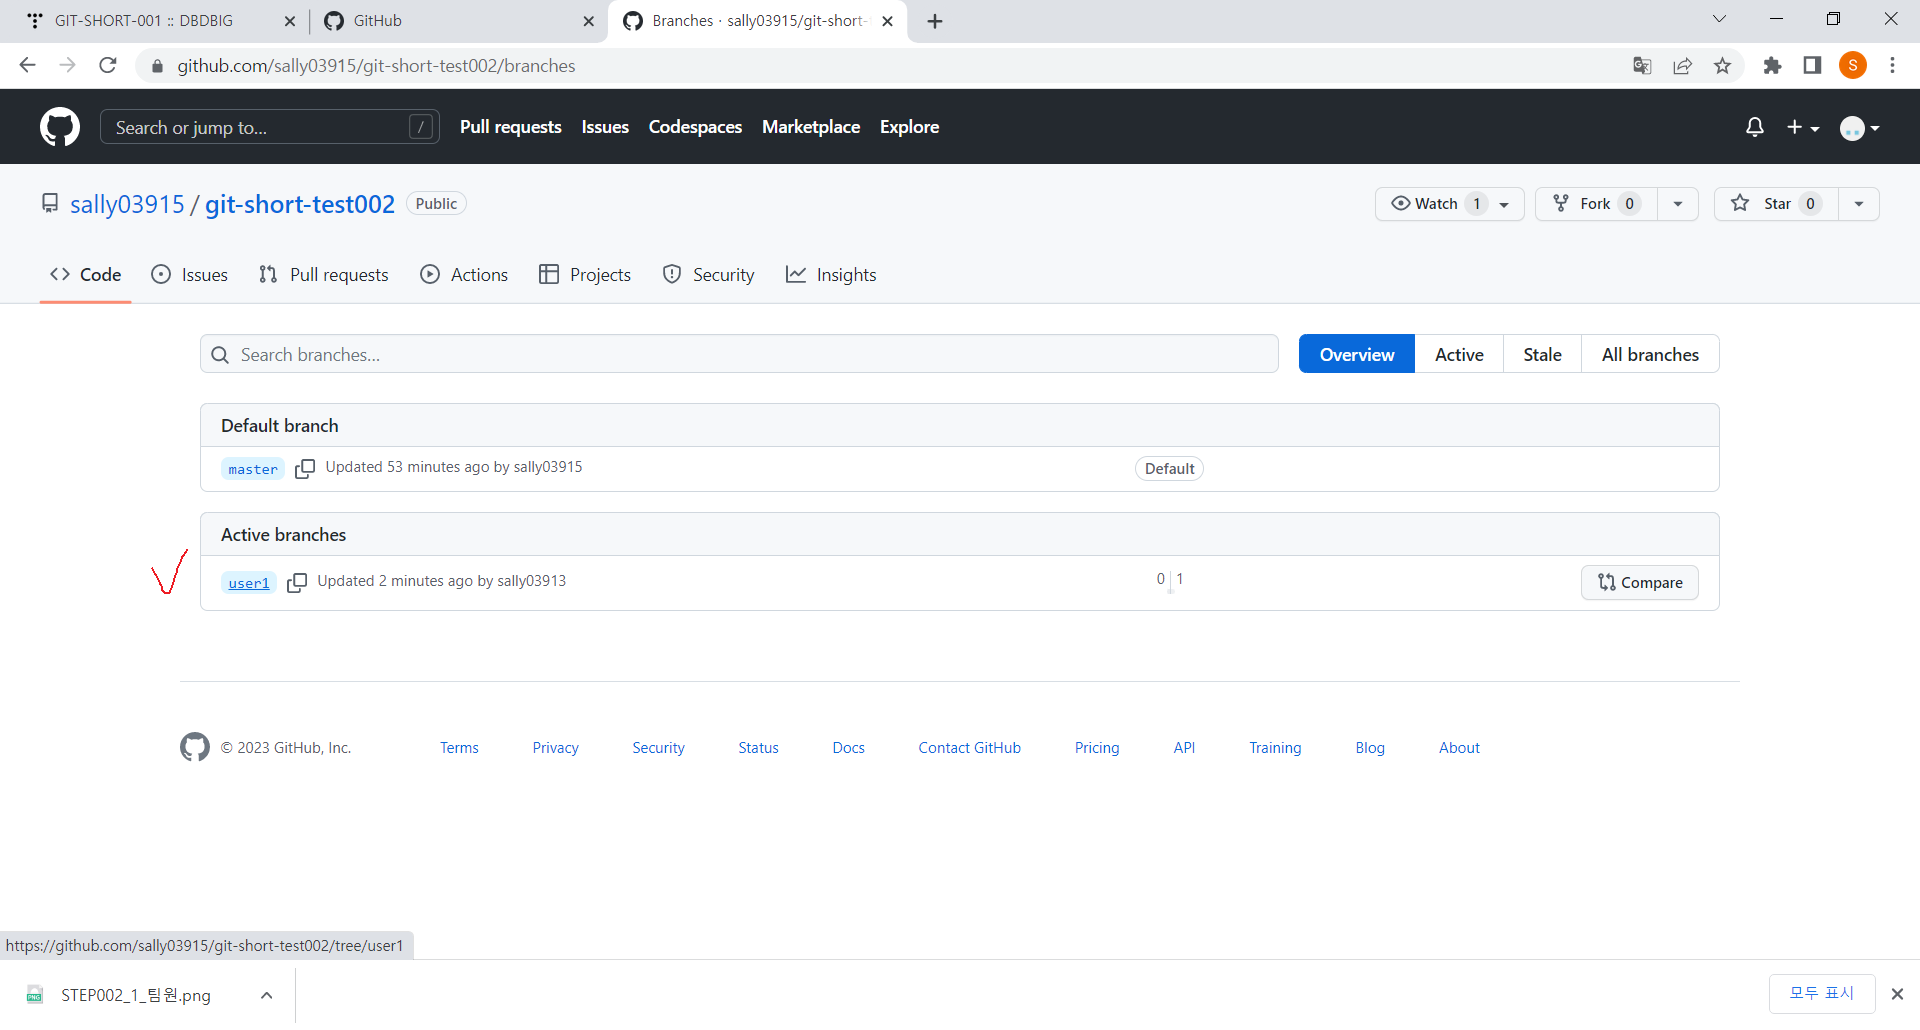 GIT-SHORT-001 :: DBDBIG
GitHub
Branches · sally03915/git-short-
github.com/sally03915/git-short-test002/branches
S
Search or jump to... /
Pull requests Issues Codespaces Marketplace Explore
sally03915 / git-short-test002 Public
Watch 1
Fork 0
Star 0
Code Issues Pull requests Actions Projects Security Insights
Search branches...
Overview Active Stale All branches
Default branch
master Updated 53 minutes ago by sally03915 Default
Active branches
user1 Updated 2 minutes ago by sally03913 0 1 Compare
© 2023 GitHub, Inc. Terms Privacy Security Status Docs Contact GitHub Pricing API Training Blog About
https://github.com/sally03915/git-short-test002/tree/user1
PNG STEP002_1_팀원.png
모두 표시